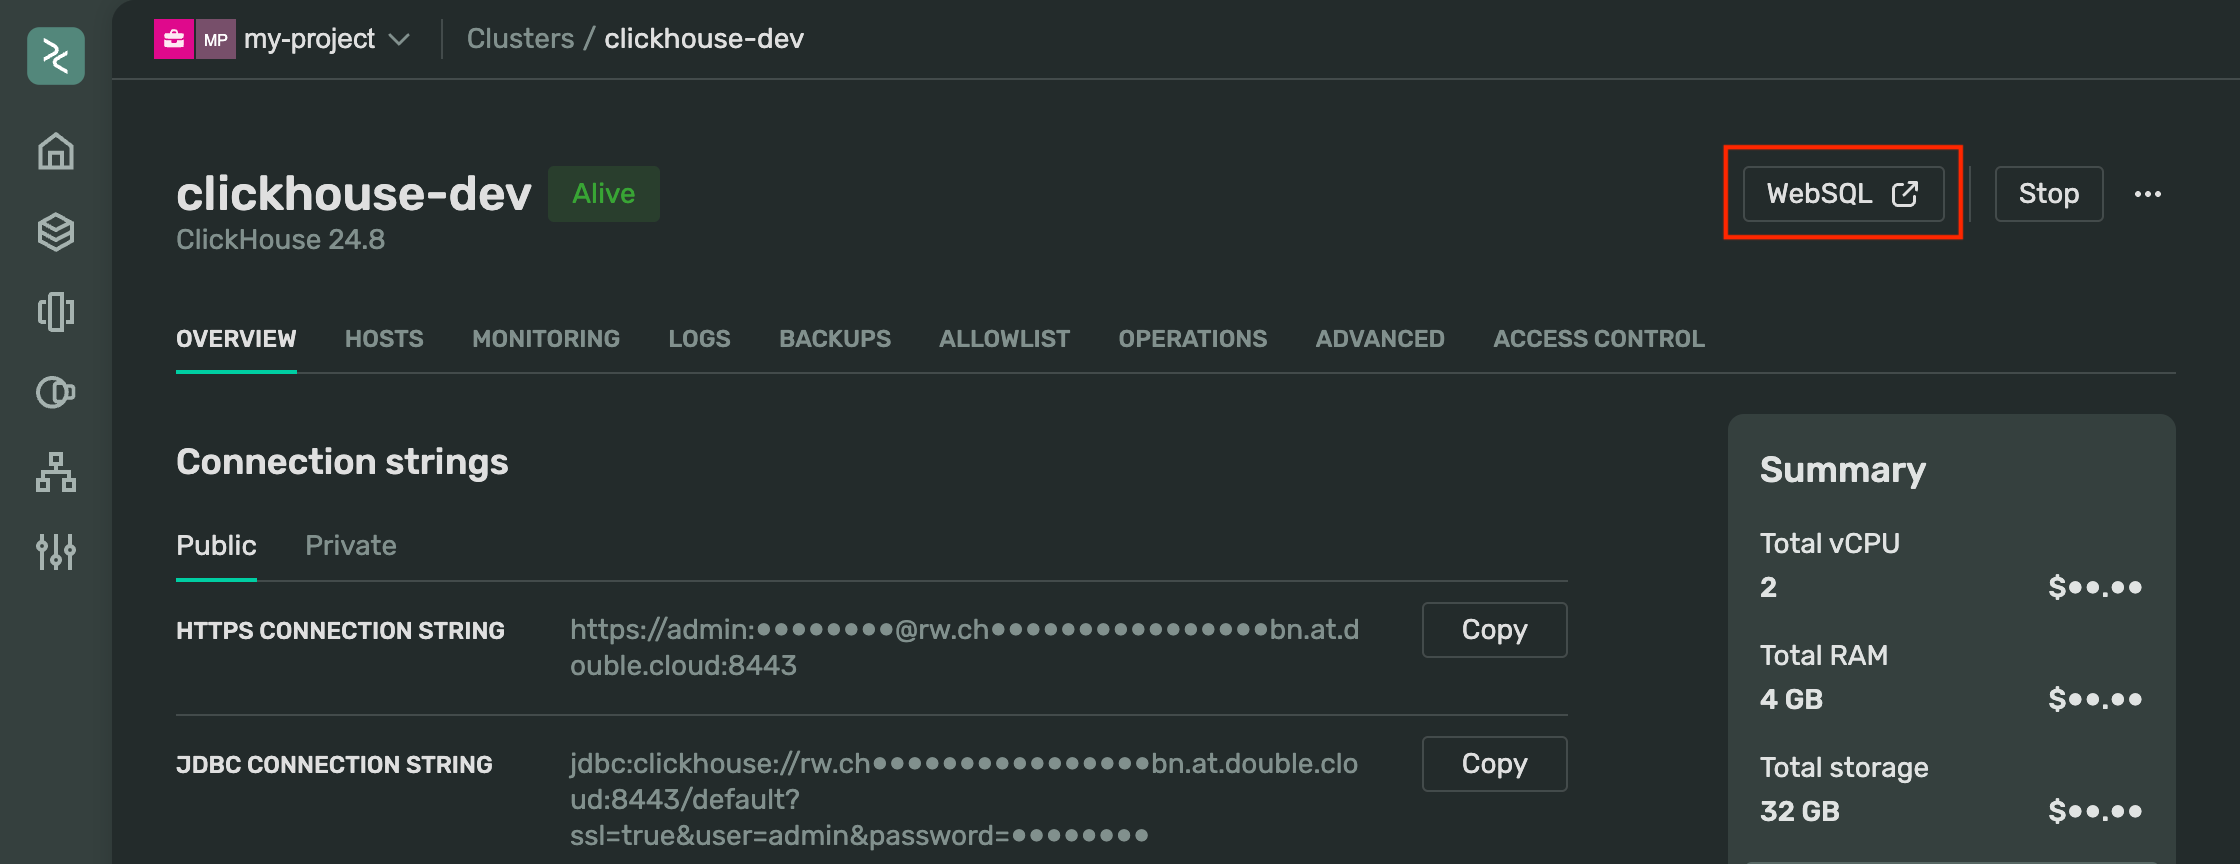 MP my-project Clusters / clickhouse-dev
clickhouse-dev Alive WebSQL Stop
ClickHouse 24.8
OVERVIEW HOSTS MONITORING LOGS BACKUPS ALLOWLIST OPERATIONS ADVANCED ACCESS CONTROL
Connection strings
Public Private
HTTPS CONNECTION STRING https://admin:••••••••@rw.ch••••••••••••••••bn.at.d Copy
ouble.cloud:8443
JDBC CONNECTION STRING jdbc:clickhouse://rw.ch••••••••••••••••bn.at.double.clo Copy
ud:8443/default?
ssl=true&user=admin&password=••••••••
Summary
Total vCPU
2 $••.••
Total RAM
4 GB $••.••
Total storage
32 GB $••.••